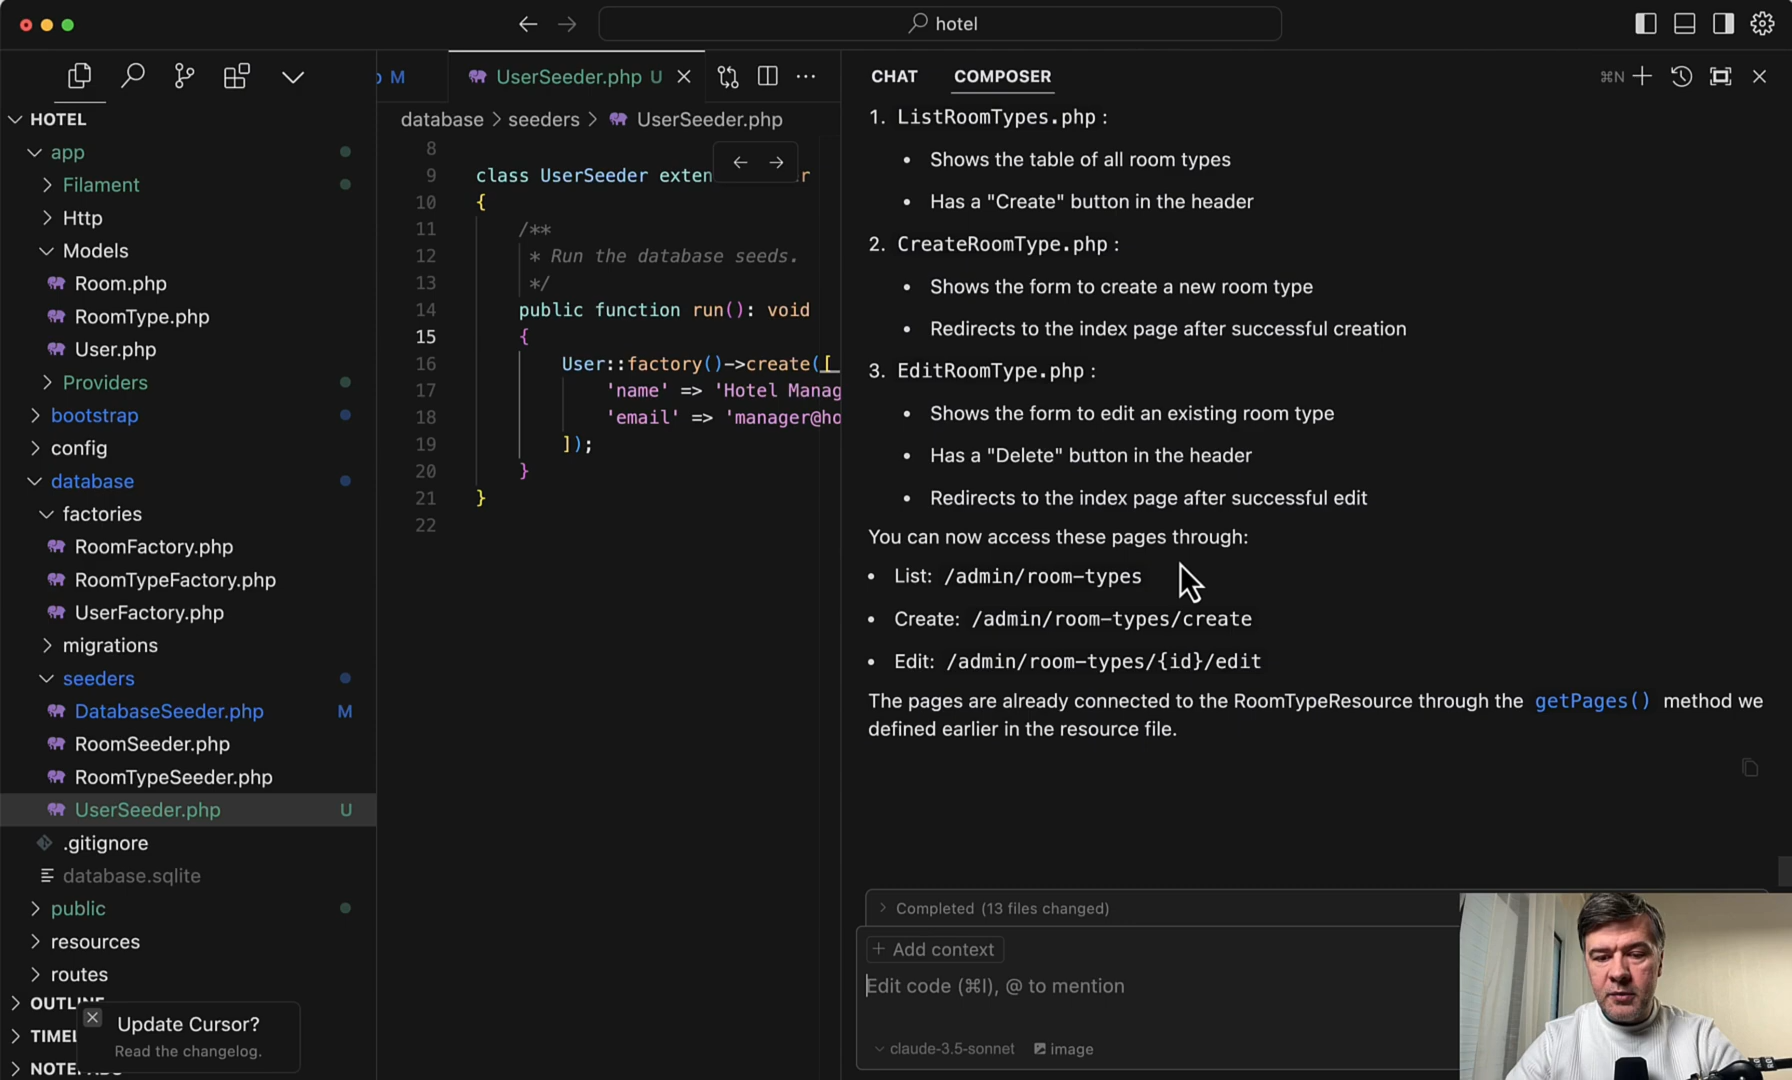 hotel
HOTEL
app
Filament
Http
Models
Room.php
RoomType.php
User.php
Providers
bootstrap
config
database
factories
RoomFactory.php
RoomTypeFactory.php
UserFactory.php
migrations
seeders
DatabaseSeeder.php M
RoomSeeder.php
RoomTypeSeeder.php
UserSeeder.php U
.gitignore
database.sqlite
public
resources
routes
OUTLINE
TIMEL
Update Cursor?
Read the changelog.
M
UserSeeder.php U
database > seeders > UserSeeder.php
8
9 class UserSeeder exten r
10 {
11 /**
12 * Run the database seeds.
13 */
14 public function run(): void
15 {
16 User::factory()->create([
17 'name' => 'Hotel Manag
18 'email' => 'manager@ho
19 ]);
20 }
21 }
22
CHAT COMPOSER
⌘N
1. ListRoomTypes.php :
• Shows the table of all room types
• Has a "Create" button in the header
2. CreateRoomType.php :
• Shows the form to create a new room type
• Redirects to the index page after successful creation
3. EditRoomType.php :
• Shows the form to edit an existing room type
• Has a "Delete" button in the header
• Redirects to the index page after successful edit
You can now access these pages through:
• List: /admin/room-types
• Create: /admin/room-types/create
• Edit: /admin/room-types/{id}/edit
The pages are already connected to the RoomTypeResource through the getPages() method we
defined earlier in the resource file.
Completed (13 files changed)
+ Add context
Edit code (⌘I), @ to mention
claude-3.5-sonnet image